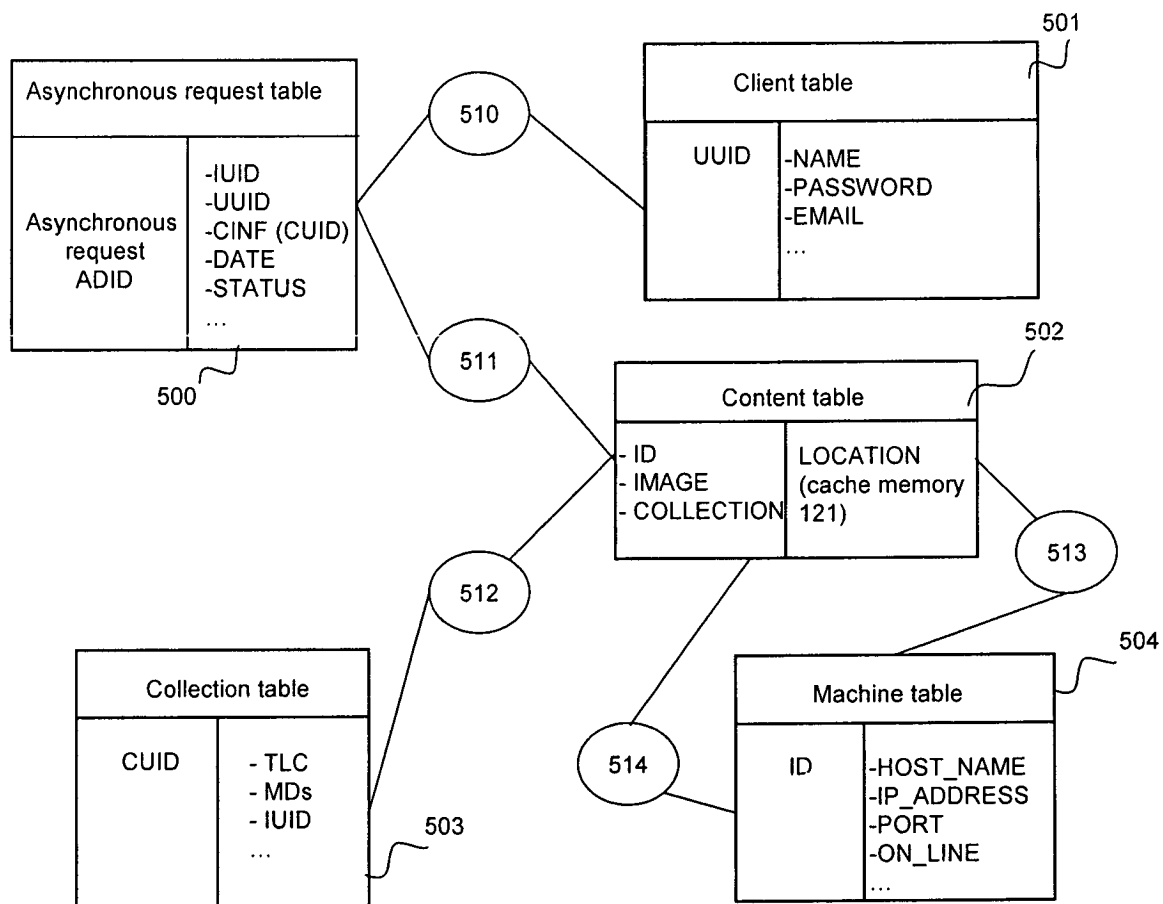 501
Asynchronous request table
Asynchronous
request
ADID
-IUID
-UUID
-CINF (CUID)
-DATE
-STATUS
...
500
510
Client table
UUID
-NAME
-PASSWORD
-EMAIL
...
511
502
Content table
- ID
- IMAGE
- COLLECTION
LOCATION
(cache memory
121)
512
513
Collection table
CUID
- TLC
- MDs
- IUID
...
503
514
504
Machine table
ID
-HOST_NAME
-IP_ADDRESS
-PORT
-ON_LINE
...